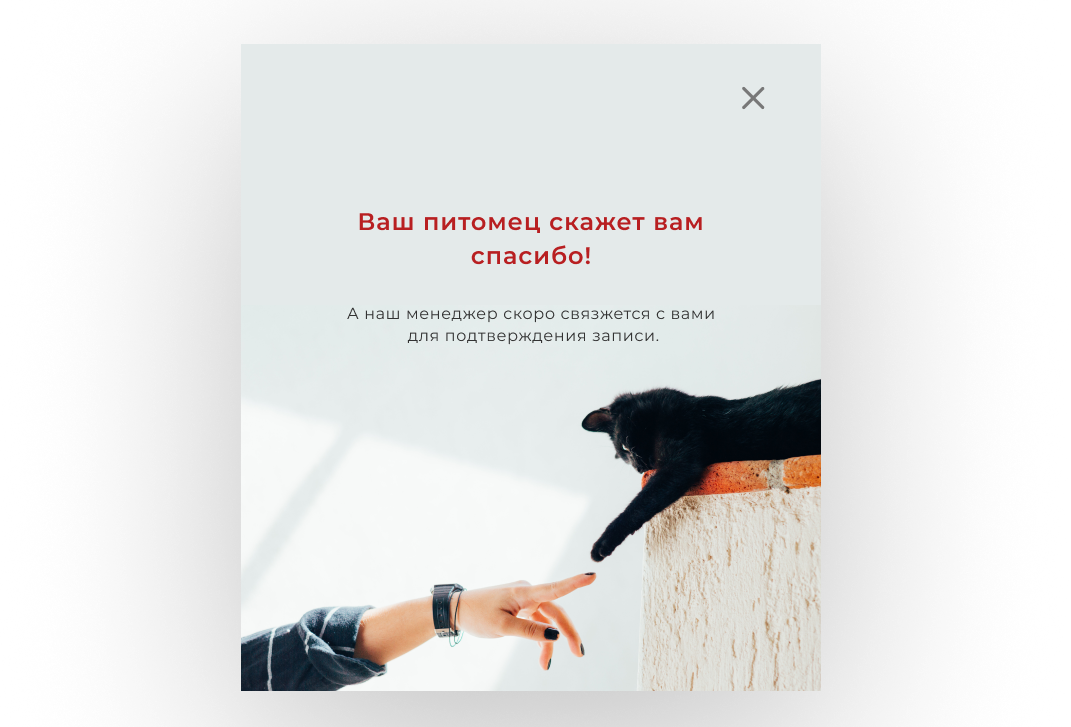 Ваш питомец скажет вам
спасибо!
А наш менеджер скоро свяжется с вами
для подтверждения записи.